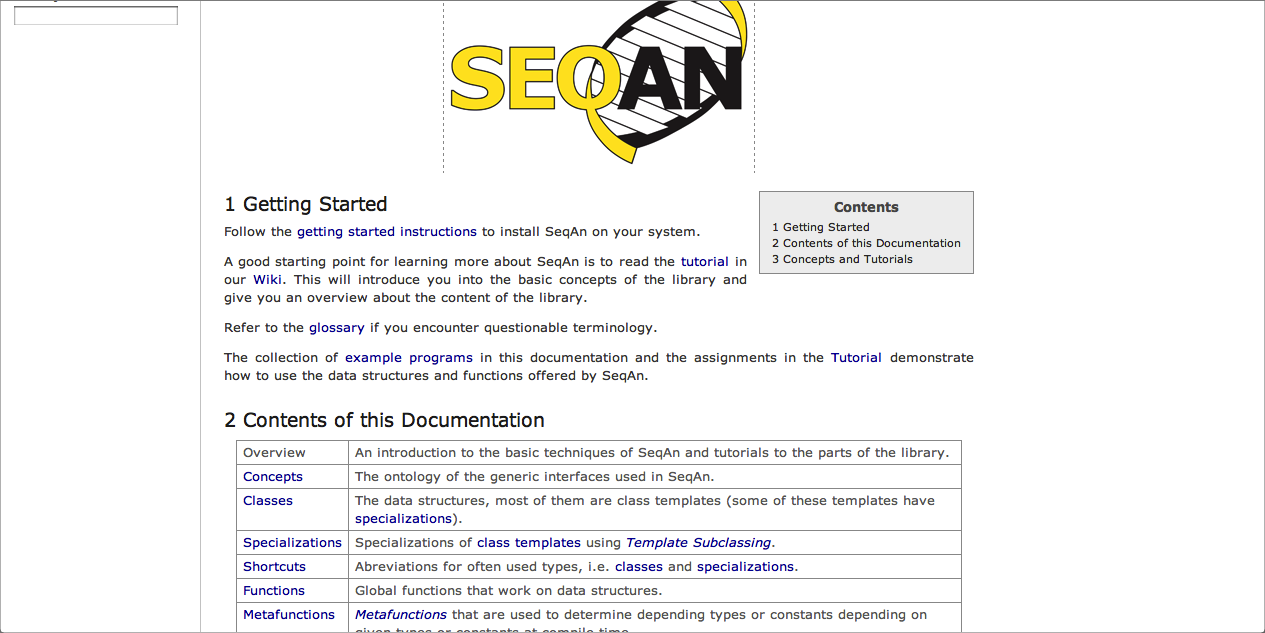 SEQAN
1 Getting Started
Follow the getting started instructions to install SeqAn on your system.
A good starting point for learning more about SeqAn is to read the tutorial in
our Wiki. This will introduce you into the basic concepts of the library and
give you an overview about the content of the library.
Refer to the glossary if you encounter questionable terminology.
The collection of example programs in this documentation and the assignments in the Tutorial demonstrate
how to use the data structures and functions offered by SeqAn.
Contents
1 Getting Started
2 Contents of this Documentation
3 Concepts and Tutorials
2 Contents of this Documentation
Overview An introduction to the basic techniques of SeqAn and tutorials to the parts of the library.
Concepts The ontology of the generic interfaces used in SeqAn.
Classes The data structures, most of them are class templates (some of these templates have
specializations).
Specializations Specializations of class templates using Template Subclassing.
Shortcuts Abreviations for often used types, i.e. classes and specializations.
Functions Global functions that work on data structures.
Metafunctions Metafunctions that are used to determine depending types or constants depending on
given types or constants at compile time.